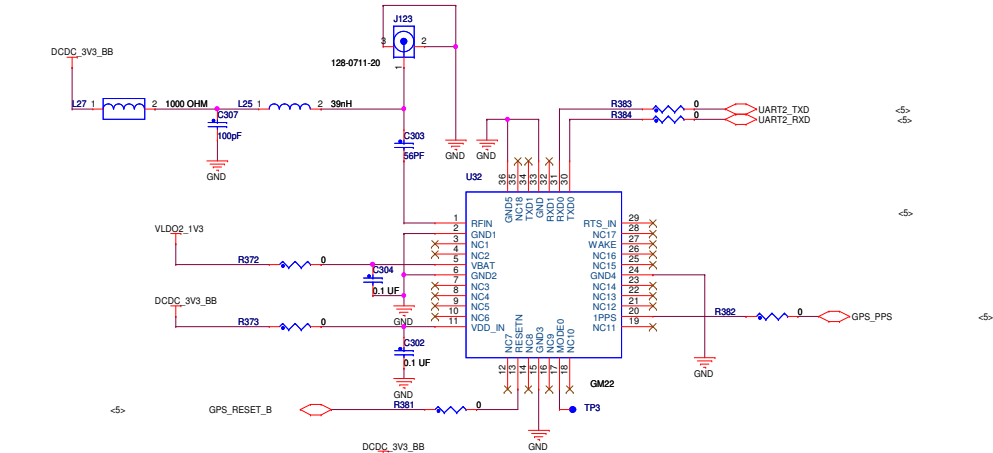 J123
3 2
DCDC_3V3_BB
128-0711-20
1
L27 1 2 1000 OHM L25 1 2 39nH
C307
100pF
GND
C303
56PF
GND GND
R383 0 UART2_TXD <5>
R384 0 UART2_RXD <5>
U32
36 35 34 33 32 31 30
GND5 NC18 TXD1 GND RXD1 RXD0 TXD0
<5>
1 RFIN RTS_IN 29
2 GND1 NC17 28
3 NC1 WAKE 27
4 NC2 NC16 26
5 VBAT NC15 25
6 GND2 GND4 24
7 NC3 NC14 23
8 NC4 NC13 22
9 NC5 NC12 21
10 NC6 1PPS 20
11 VDD_IN NC11 19
NC7 RESETN NC8 GND3 NC9 MODE0 NC10
12 13 14 15 16 17 18
VLDO2_1V3
R372 0
C304
0.1 UF
DCDC_3V3_BB
GND
R373 0
C302
0.1 UF
GND
R382 0 GPS_PPS <5>
GND
GM22
<5> GPS_RESET_B R381 0
TP3
GND
DCDC_3V3_BB